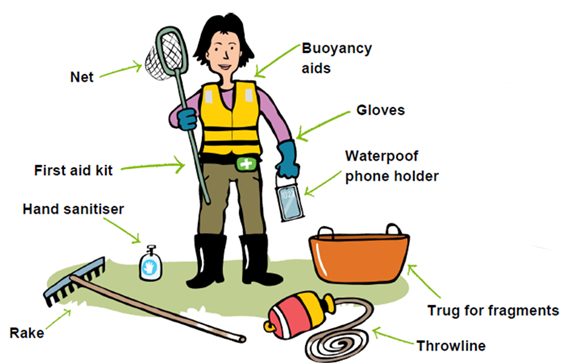 Net
Buoyancy
aids
Gloves
First aid kit
Waterpoof
phone holder
Hand sanitiser
Trug for fragments
Rake
Throwline